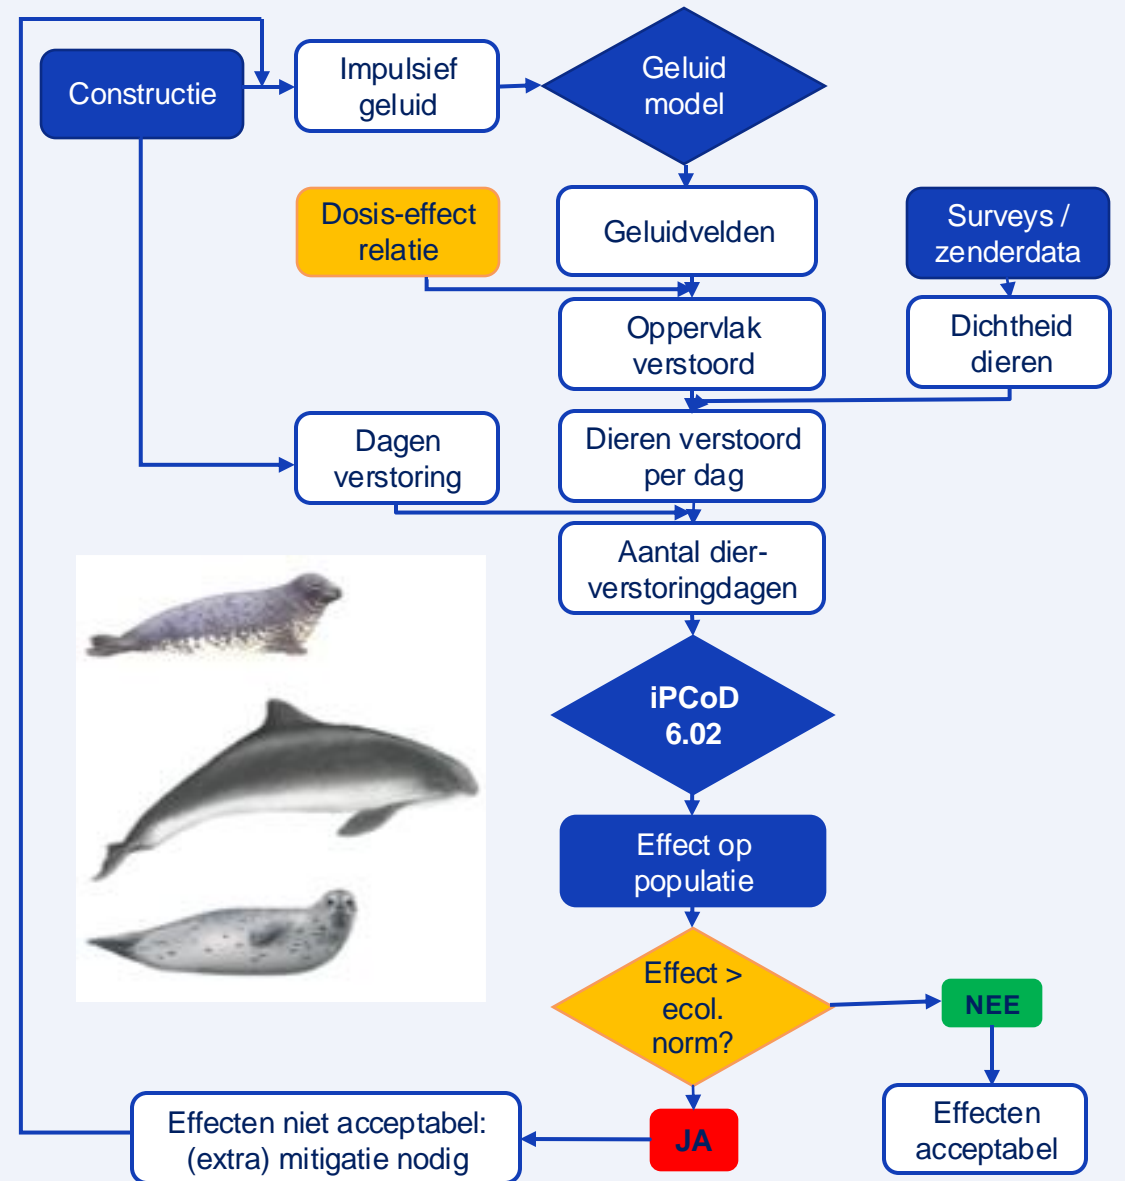 Constructie
Impulsief
geluid
Geluid
model
Dosis-effect
relatie
Geluidvelden
Surveys /
zenderdata
Oppervlak
verstoord
Dichtheid
dieren
Dagen
verstoring
Dieren verstoord
per dag
Aantal dier-
verstoringdagen
iPCoD
6.02
Effect op
populatie
Effect >
ecol.
norm?
NEE
Effecten niet acceptabel:
(extra) mitigatie nodig
JA
Effecten
acceptabel